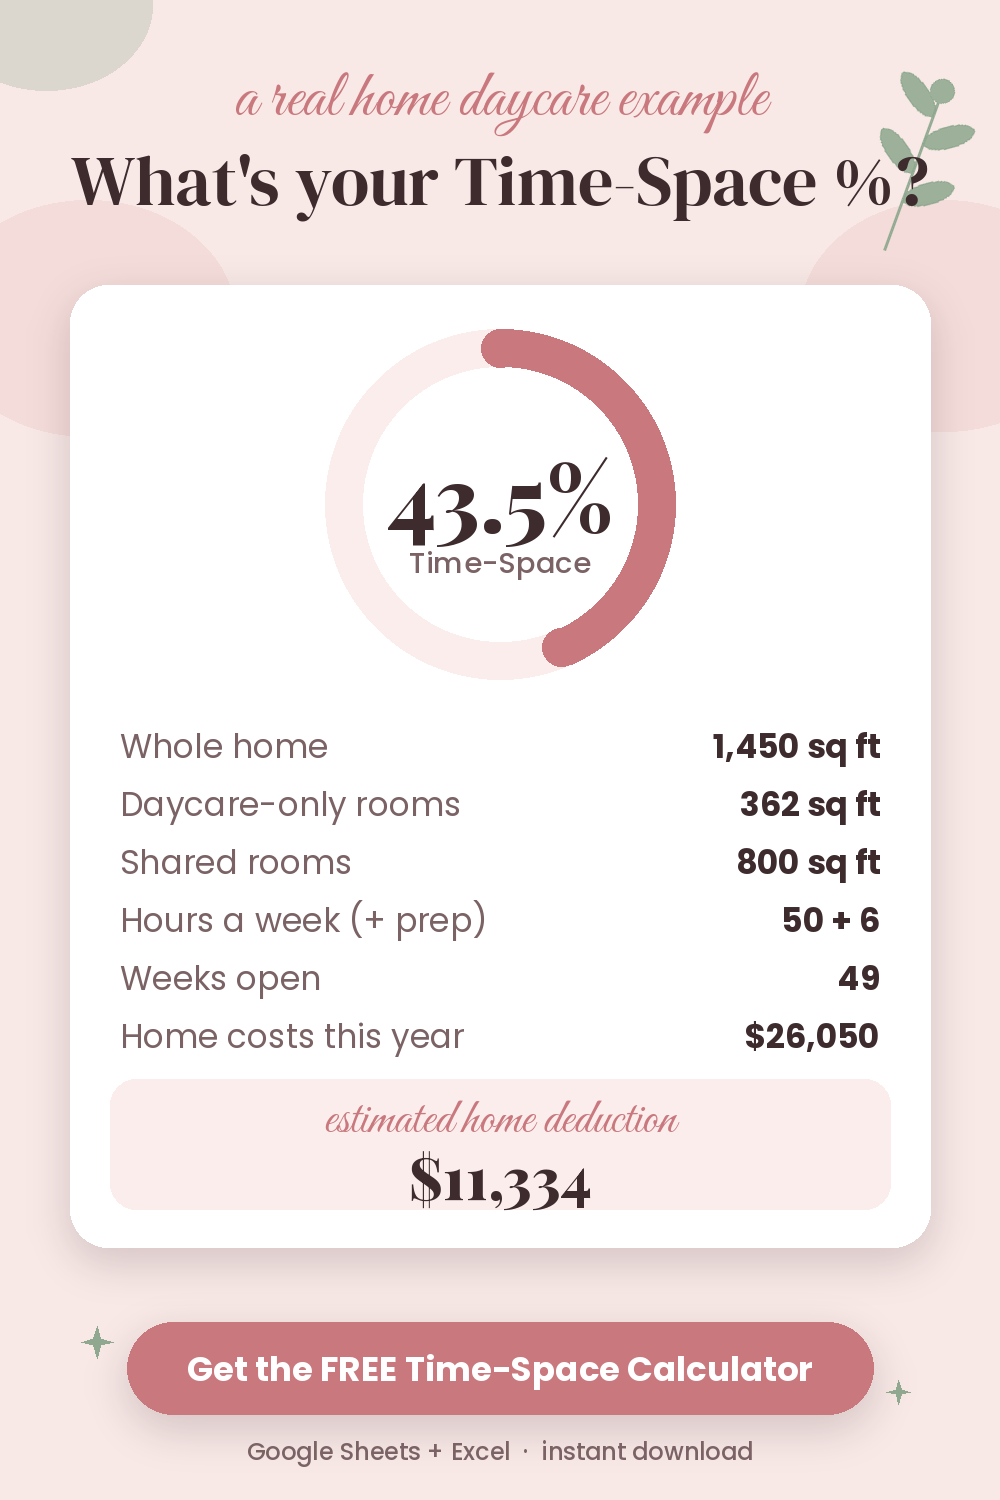 a real home daycare example
What's your Time-Space %?
43.5%
Time-Space
Whole home 1,450 sq ft
Daycare-only rooms 362 sq ft
Shared rooms 800 sq ft
Hours a week (+ prep) 50 + 6
Weeks open 49
Home costs this year $26,050
estimated home deduction
$11,334
Get the FREE Time-Space Calculator
Google Sheets + Excel · instant download